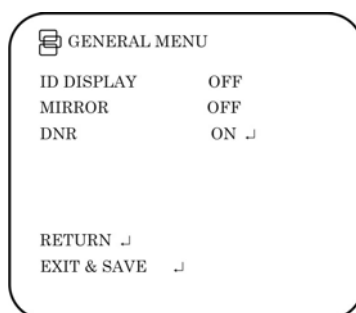 GENERAL MENU
ID DISPLAY OFF
MIRROR OFF
DNR ON ↵
RETURN ↵
EXIT & SAVE ↵